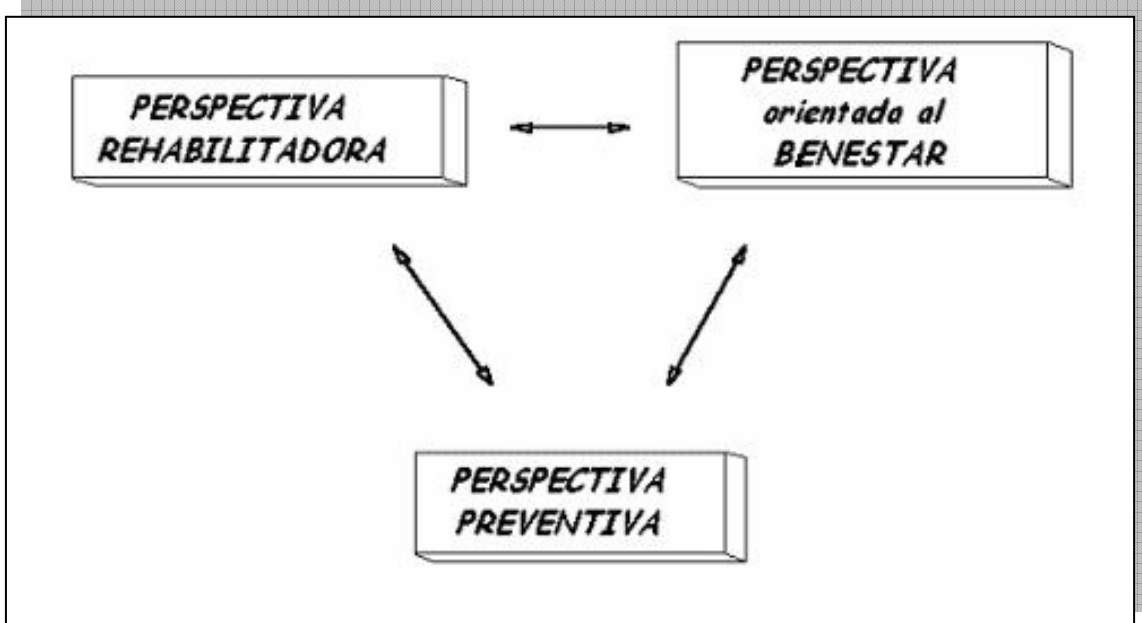 PERSPECTIVA
REHABILITADORA
PERSPECTIVA
orientada al
BENESTAR
PERSPECTIVA
PREVENTIVA